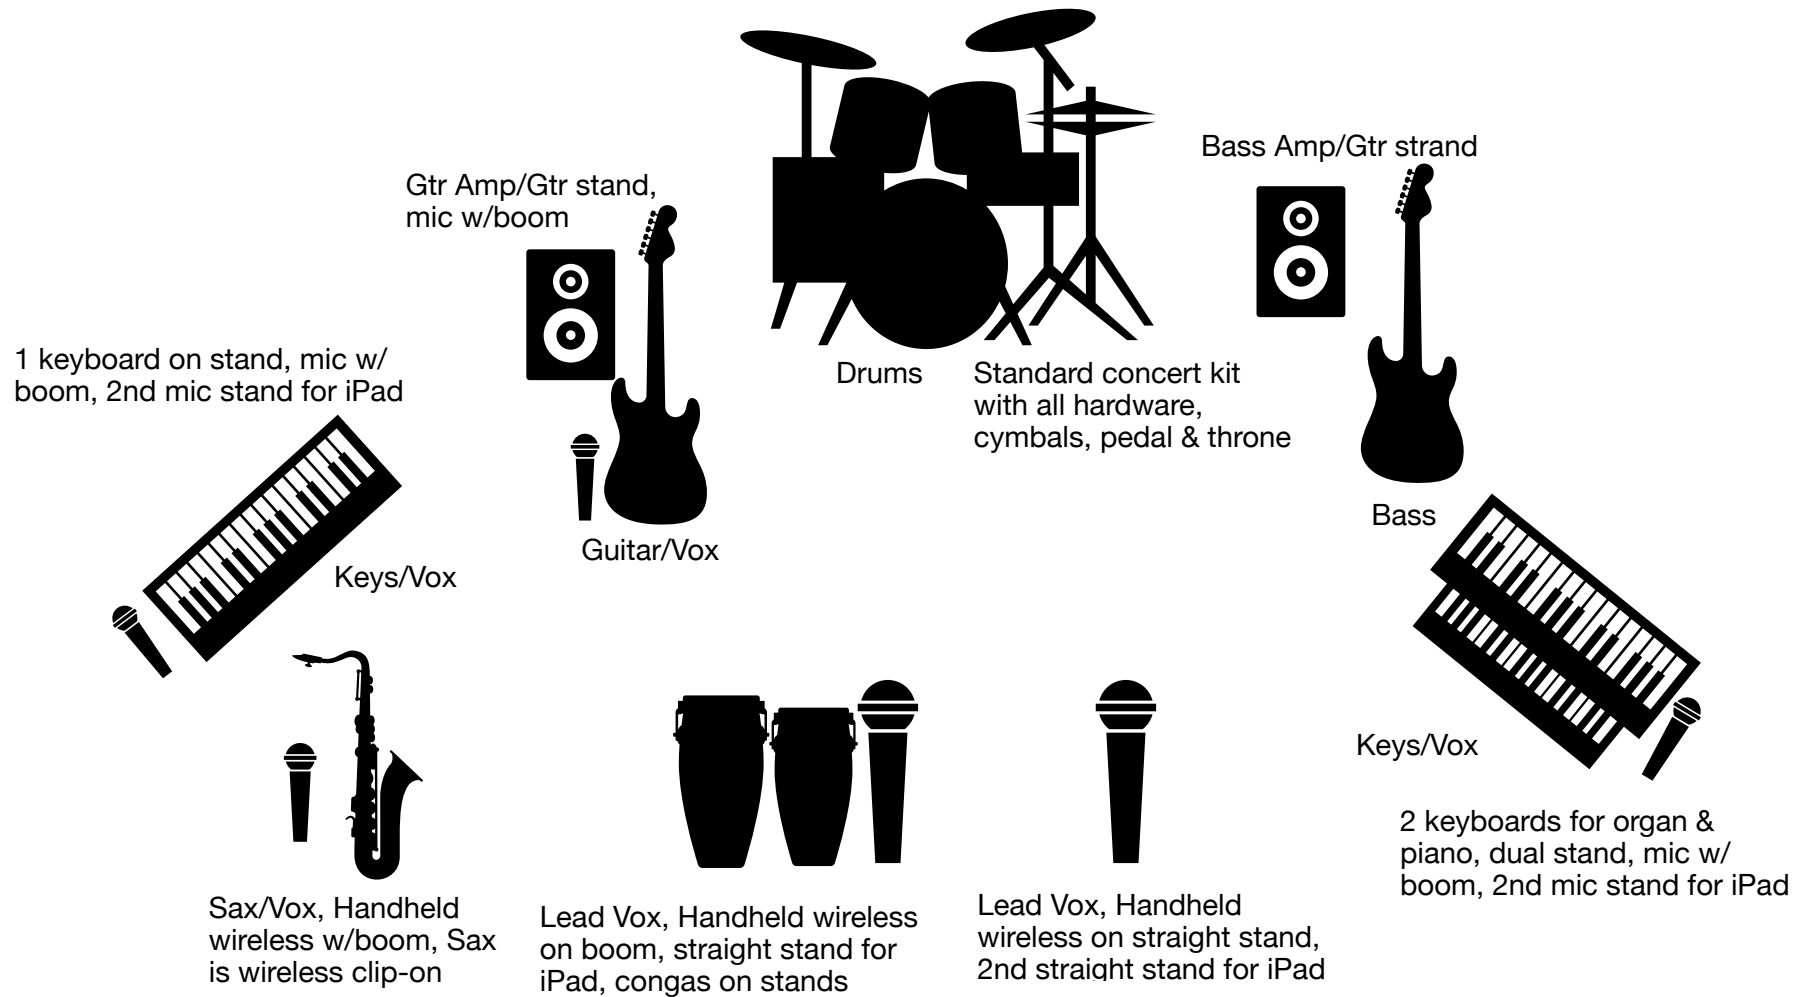 Bass Amp/Gtr strand
Gtr Amp/Gtr stand,
mic w/boom
1 keyboard on stand, mic w/
boom, 2nd mic stand for iPad
Drums
Standard concert kit
with all hardware,
cymbals, pedal & throne
Bass
Guitar/Vox
Keys/Vox
Keys/Vox
2 keyboards for organ &
piano, dual stand, mic w/
boom, 2nd mic stand for iPad
Sax/Vox, Handheld
wireless w/boom, Sax
is wireless clip-on
Lead Vox, Handheld wireless
on boom, straight stand for
iPad, congas on stands
Lead Vox, Handheld
wireless on straight stand,
2nd straight stand for iPad